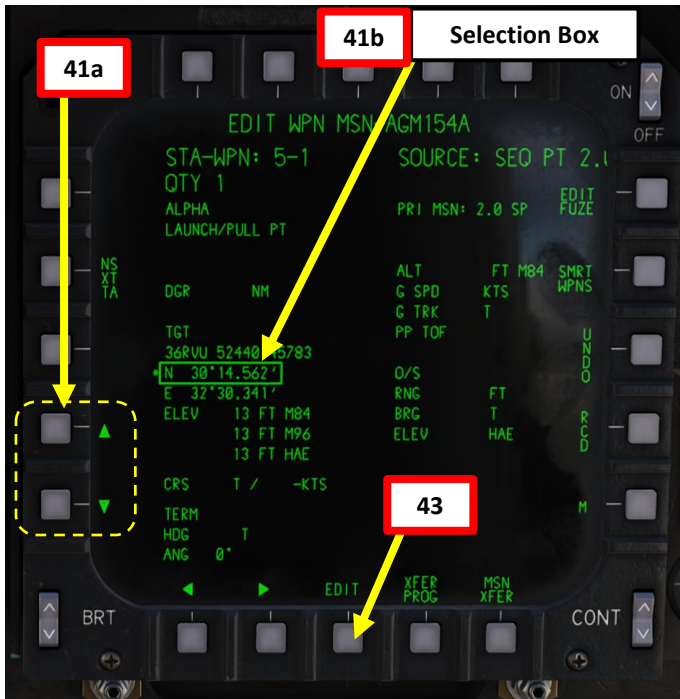 41a
41b
Selection Box
ON
OFF
EDIT WPN MSN AGM154A
STA-WPN: 5-1 SOURCE: SEQ PT 2.
QTY 1
ALPHA PRI MSN: 2.0 SP
EDIT
FUZE
LAUNCH/PULL PT
NS
XT
TA
ALT FT M84
SMRT
WPNS
DGR NM G SPD KTS
G TRK T
TGT PP TOF
UNDO
36RVU 52440 5783
*N 30°14.562' O/S
E 32°30.341' RNG FT
ELEV 13 FT M84 BRG T
RCD
13 FT M96 ELEV HAE
13 FT HAE
CRS T / -KTS
43
M
TERM
HDG T
ANG 0°
EDIT
XFER
PROG
MSN
XFER
BRT
CONT